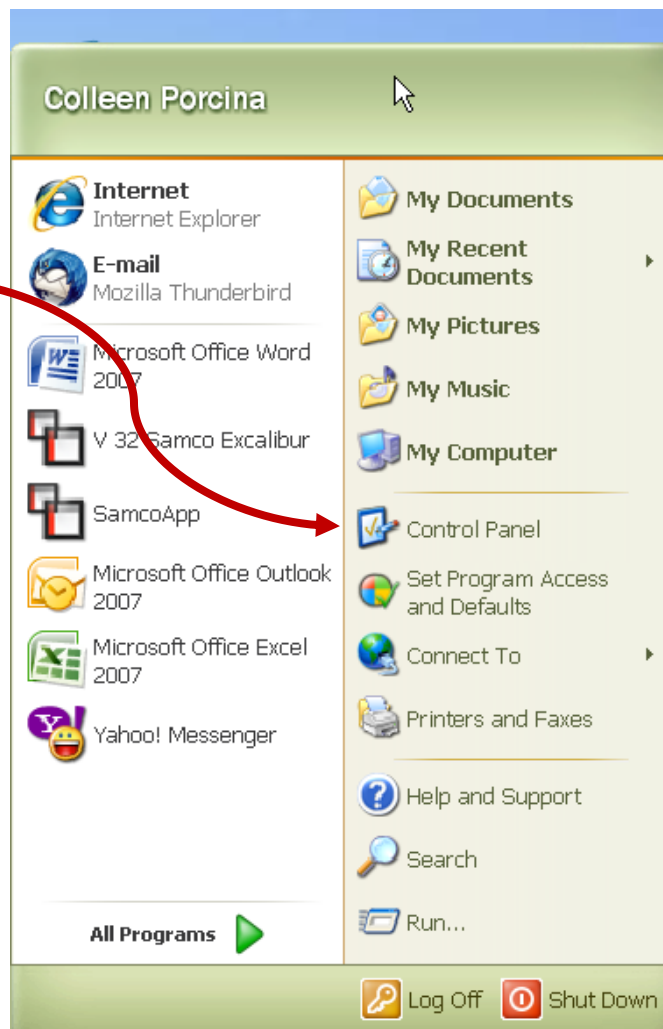 Colleen Porcina
Internet
Internet Explorer
E-mail
Mozilla Thunderbird
Microsoft Office Word
2007
V 32 Samco Excalibur
SamcoApp
Microsoft Office Outlook
2007
Microsoft Office Excel
2007
Yahoo! Messenger
All Programs
My Documents
My Recent
Documents
My Pictures
My Music
My Computer
Control Panel
Set Program Access
and Defaults
Connect To
Printers and Faxes
Help and Support
Search
Run...
Log Off
Shut Down